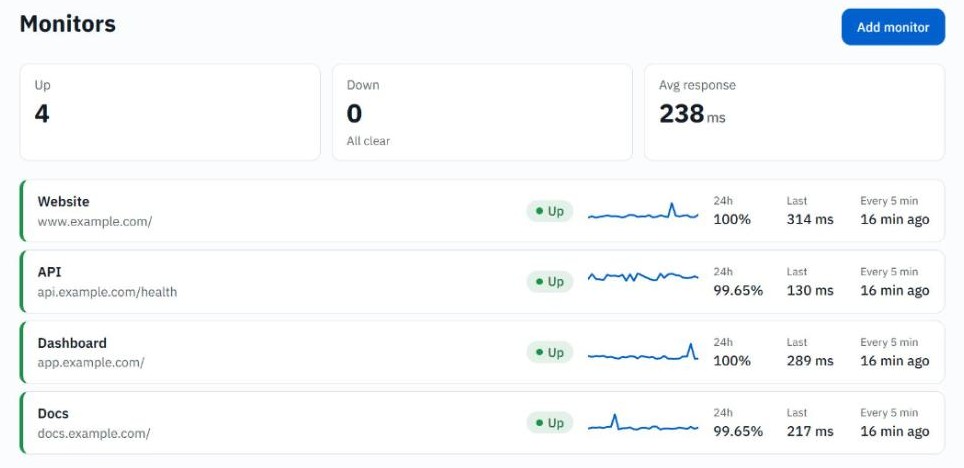 Monitors
Add monitor
Up
4
Down
0
All clear
Avg response
238 ms
Website
www.example.com/
Up
24h
100%
Last
314 ms
Every 5 min
16 min ago
API
api.example.com/health
Up
24h
99.65%
Last
130 ms
Every 5 min
16 min ago
Dashboard
app.example.com/
Up
24h
100%
Last
289 ms
Every 5 min
16 min ago
Docs
docs.example.com/
Up
24h
99.65%
Last
217 ms
Every 5 min
16 min ago